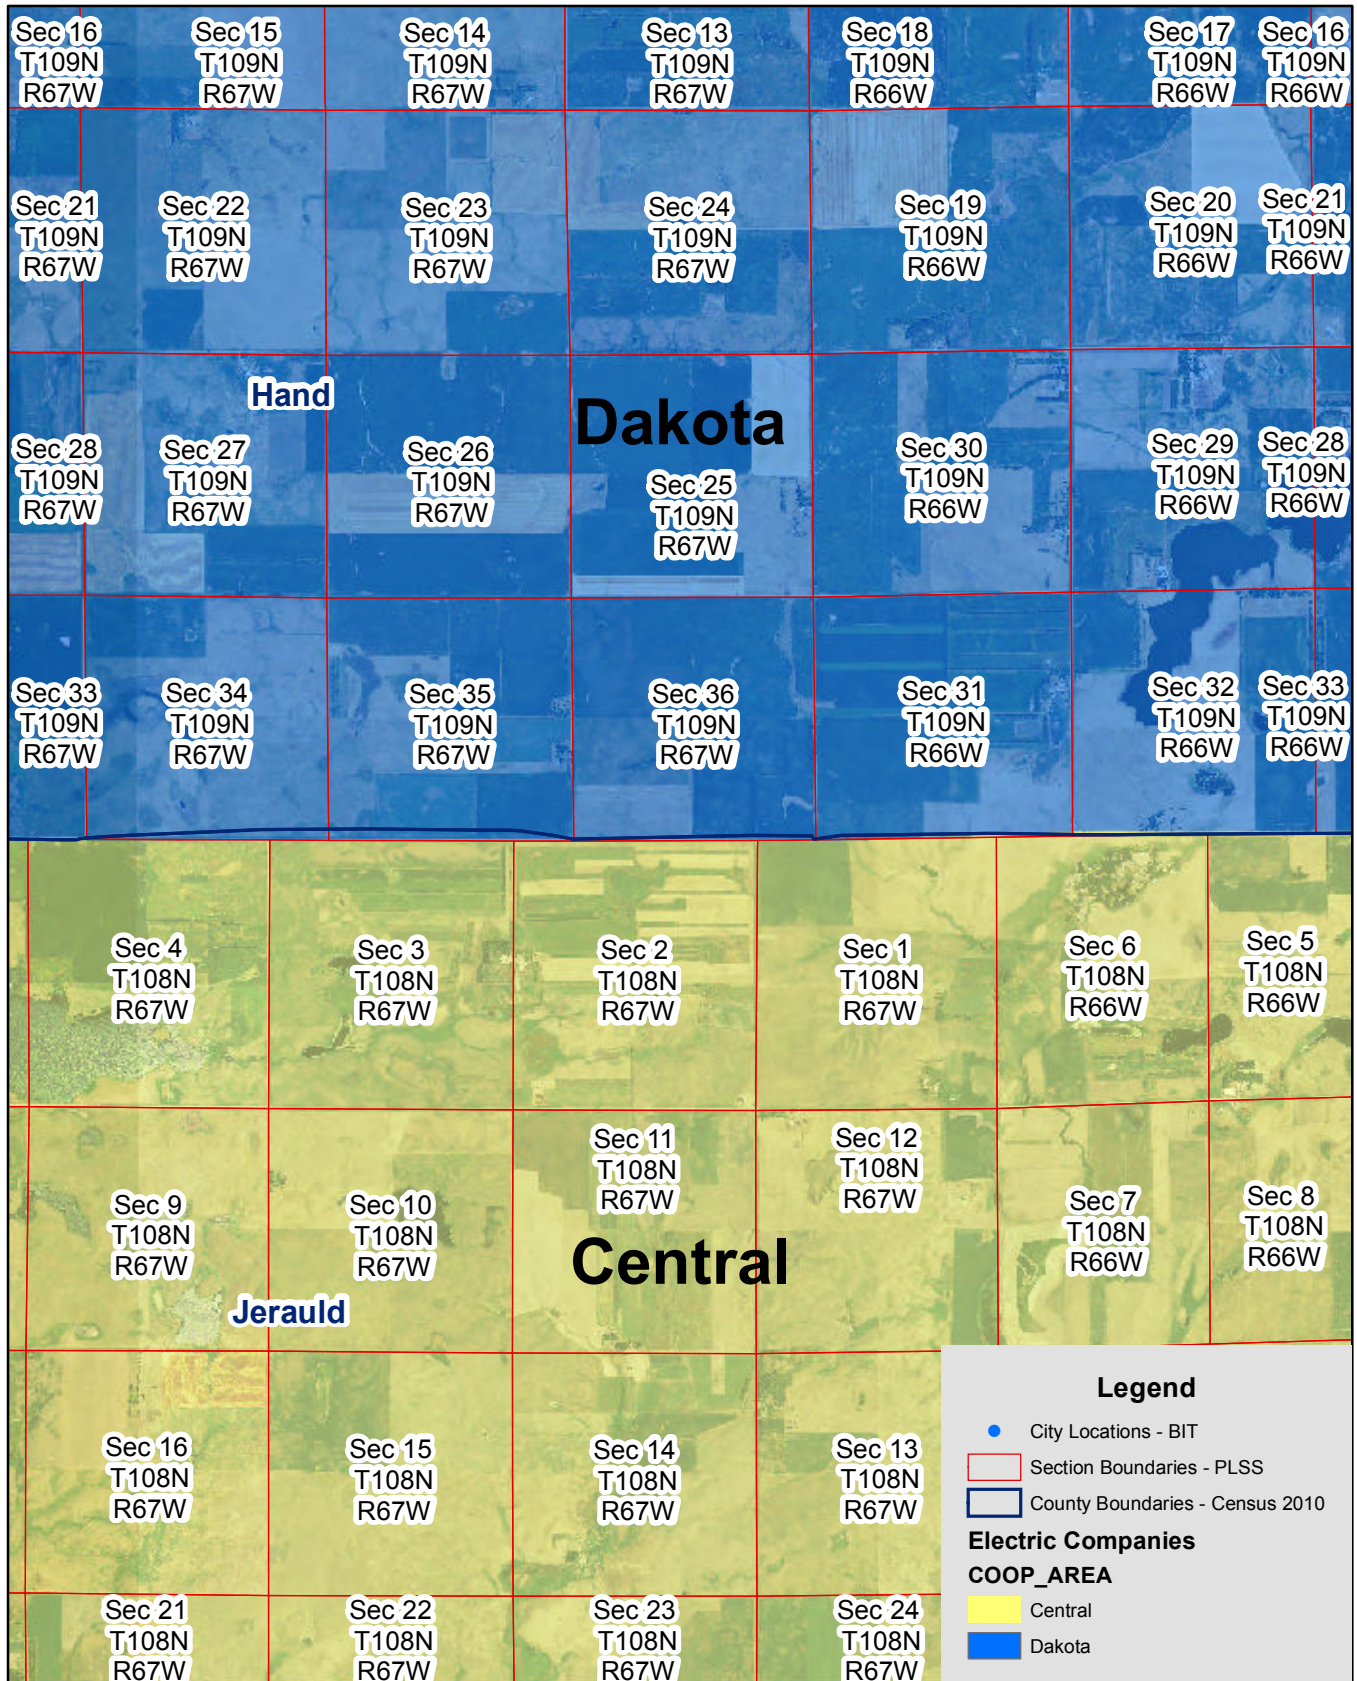 Sec 16
T109N
R67W
Sec 15
T109N
R67W
Sec 14
T109N
R67W
Sec 13
T109N
R67W
Sec 18
T109N
R66W
Sec 17
T109N
R66W
Sec 16
T109N
R66W
Sec 21
T109N
R67W
Sec 22
T109N
R67W
Sec 23
T109N
R67W
Sec 24
T109N
R67W
Sec 19
T109N
R66W
Sec 20
T109N
R66W
Sec 21
T109N
R66W
Hand
Dakota
Sec 28
T109N
R67W
Sec 27
T109N
R67W
Sec 26
T109N
R67W
Sec 25
T109N
R67W
Sec 30
T109N
R66W
Sec 29
T109N
R66W
Sec 28
T109N
R66W
Sec 33
T109N
R67W
Sec 34
T109N
R67W
Sec 35
T109N
R67W
Sec 36
T109N
R67W
Sec 31
T109N
R66W
Sec 32
T109N
R66W
Sec 33
T109N
R66W
Sec 4
T108N
R67W
Sec 3
T108N
R67W
Sec 2
T108N
R67W
Sec 1
T108N
R67W
Sec 6
T108N
R66W
Sec 5
T108N
R66W
Sec 9
T108N
R67W
Sec 10
T108N
R67W
Sec 11
T108N
R67W
Sec 12
T108N
R67W
Sec 7
T108N
R66W
Sec 8
T108N
R66W
Central
Jerauld
Sec 16
T108N
R67W
Sec 15
T108N
R67W
Sec 14
T108N
R67W
Sec 13
T108N
R67W
Sec 21
T108N
R67W
Sec 22
T108N
R67W
Sec 23
T108N
R67W
Sec 24
T108N
R67W
Legend
City Locations - BIT
Section Boundaries - PLSS
County Boundaries - Census 2010
Electric Companies
COOP_AREA
Central
Dakota